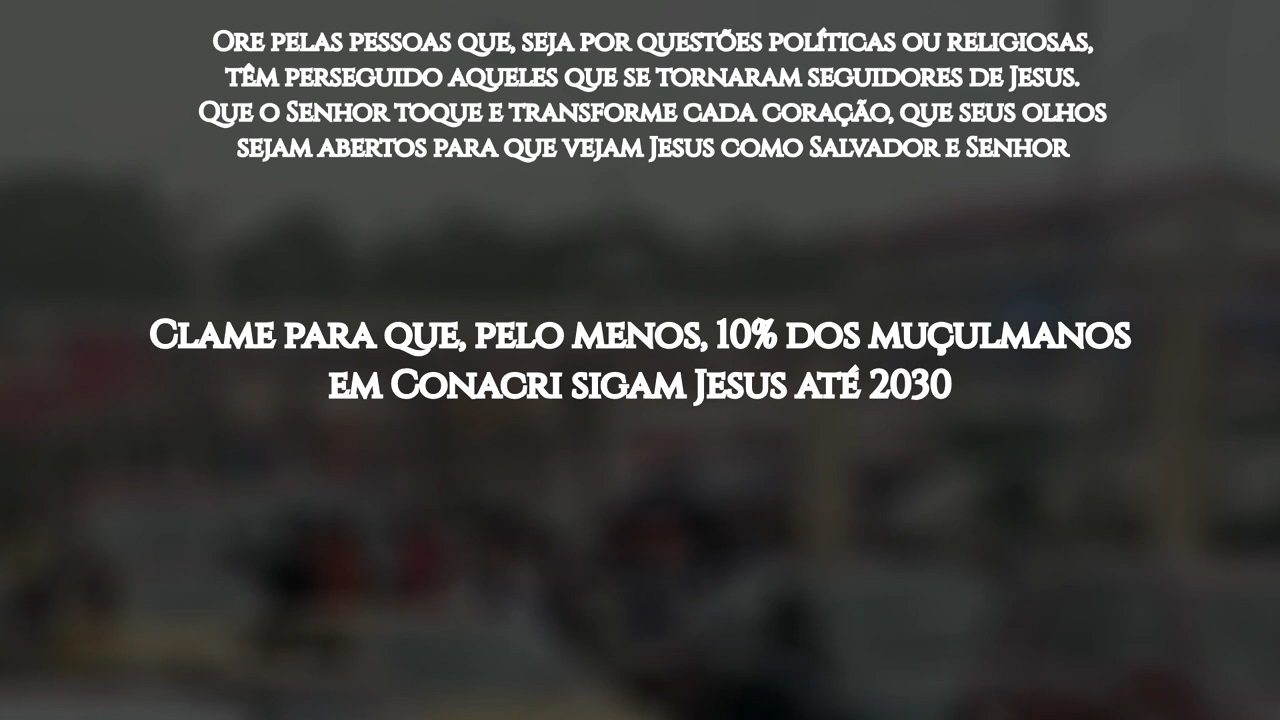 Ore pelas pessoas que, seja por questões políticas ou religiosas,
têm perseguido aqueles que se tornaram seguidores de Jesus.
Que o Senhor toque e transforme cada coração, que seus olhos
sejam abertos para que vejam Jesus como Salvador e Senhor
Clame para que, pelo menos, 10% dos muçulmanos
em Conacri sigam Jesus até 2030